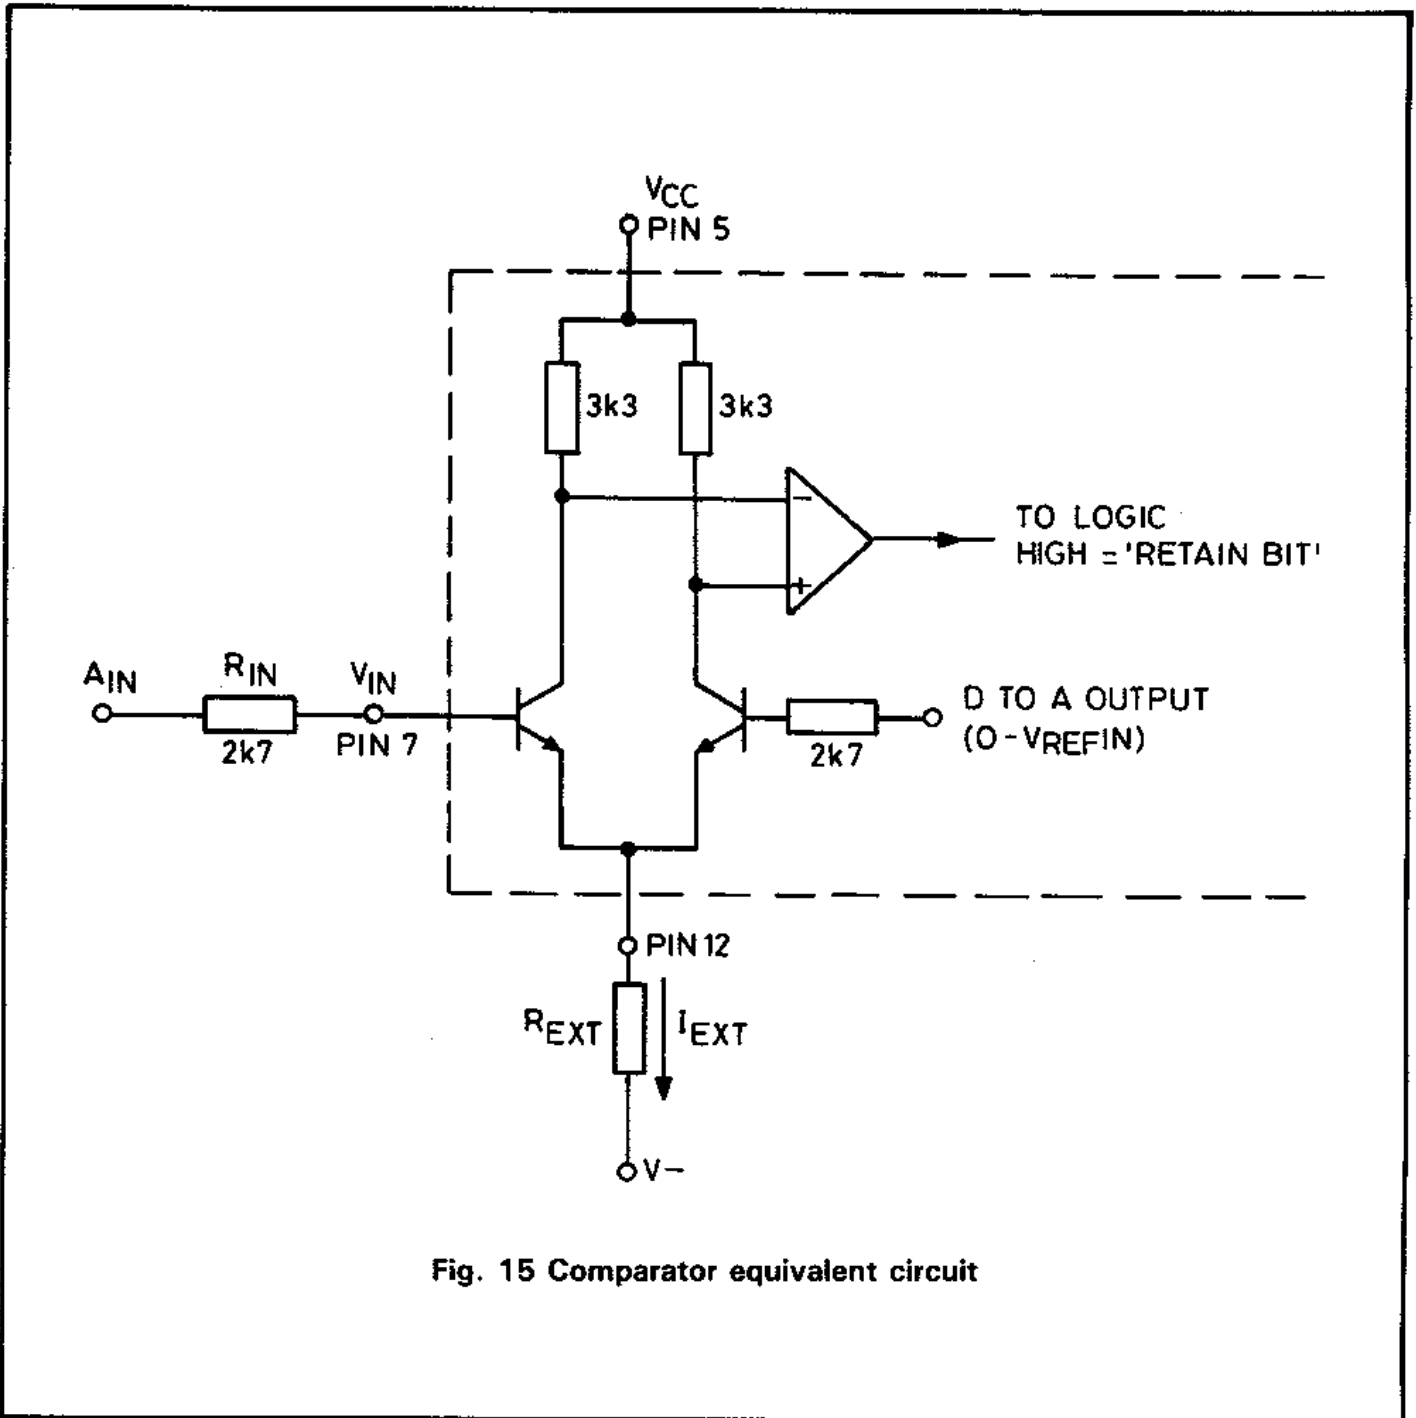 VCC
PIN 5
3k3
3k3
-
+
TO LOGIC
HIGH = 'RETAIN BIT'
AIN
RIN
VIN
2k7
PIN 7
D TO A OUTPUT
(0-VREFIN)
2k7
PIN 12
REXT
IEXT
V-
Fig. 15 Comparator equivalent circuit